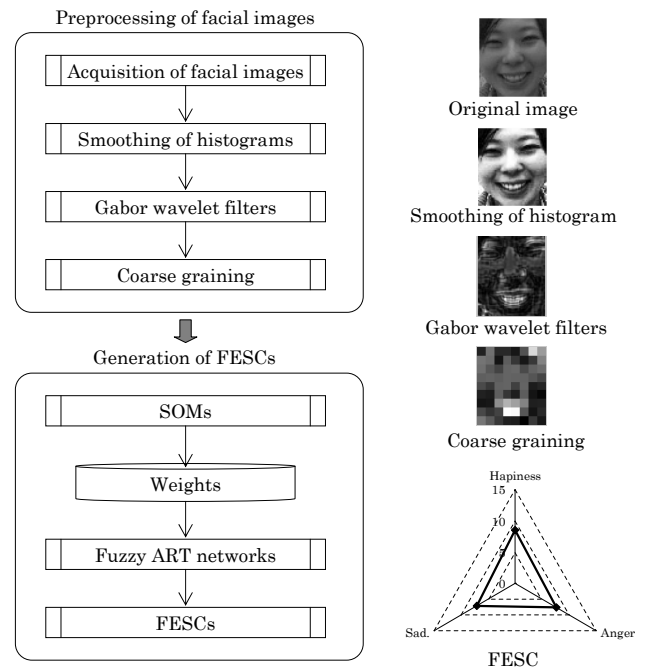 Preprocessing of facial images
Acquisition of facial images
Smoothing of histograms
Gabor wavelet filters
Coarse graining
Generation of FESCs
SOMs
Weights
Fuzzy ART networks
FESCs
Original image
Smoothing of histogram
Gabor wavelet filters
Coarse graining
Hapiness
15
10
5
0
Sad.
Anger
FESC